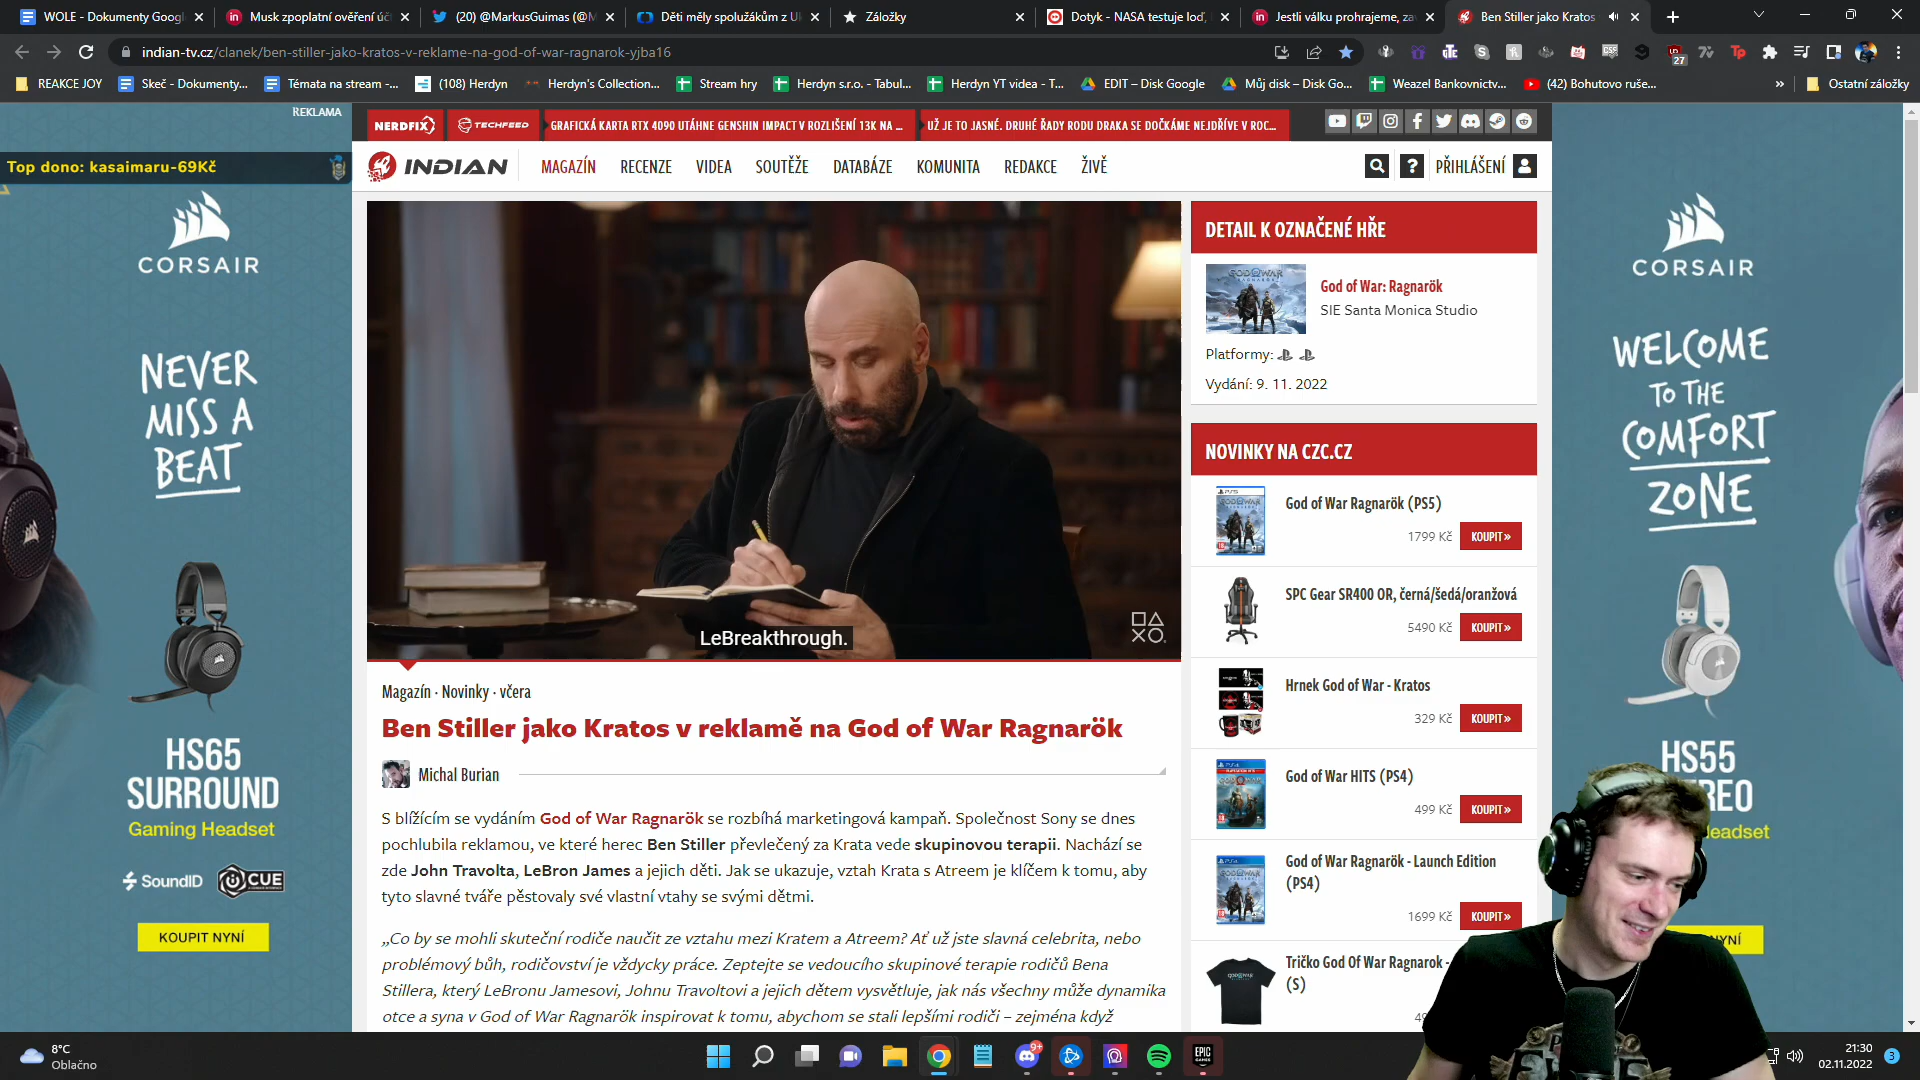 WOLE - Dokumenty Googl
Musk zpoplatní ověření úč
(20) @MarkusGuimas (@M
Děti měly spolužákům z U
Záložky
Dotyk - NASA testuje loď,
Jestli válku prohrajeme, za
Ben Stiller jako Kratos
indian-tv.cz/clanek/ben-stiller-jako-kratos-v-reklame-na-god-of-war-ragnarok-yjba16
27
REAKCE JOY
Skeč - Dokumenty...
Témata na stream -...
(108) Herdyn
Herdyn's Collection...
Stream hry
Herdyn s.r.o. - Tabul...
Herdyn YT videa - T...
EDIT – Disk Google
Můj disk – Disk Go...
Weazel Bankovnictv...
(42) Bohutovo ruše...
»
Ostatní záložky
REKLAMA
NERDFIX
TECHFEED
GRAFICKÁ KARTA RTX 4090 UTÁHNE GENSHIN IMPACT V ROZLIŠENÍ 13K NA ...
UŽ JE TO JASNÉ. DRUHÉ ŘADY RODU DRAKA SE DOČKÁME NEJDŘÍVE V ROC...
Top dono: kasaimaru-69Kč
INDIAN
MAGAZÍN
RECENZE
VIDEA
SOUTĚŽE
DATABÁZE
KOMUNITA
REDAKCE
ŽIVĚ
?
PŘIHLÁŠENÍ
CORSAIR
NEVER
MISS A
BEAT
HS65
SURROUND
Gaming Headset
SoundID
iCUE
KOUPIT NYNÍ
LeBreakthrough.
Magazín · Novinky · včera
Ben Stiller jako Kratos v reklamě na God of War Ragnarök
Michal Burian
S blížícím se vydáním God of War Ragnarök se rozbíhá marketingová kampaň. Společnost Sony se dnes
pochlubila reklamou, ve které herec Ben Stiller převlečený za Krata vede skupinovou terapii. Nachází se
zde John Travolta, LeBron James a jejich děti. Jak se ukazuje, vztah Krata s Atreem je klíčem k tomu, aby
tyto slavné tváře pěstovaly své vlastní vtahy se svými dětmi.
„Co by se mohli skuteční rodiče naučit ze vztahu mezi Kratem a Atreem? Ať už jste slavná celebrita, nebo
problémový bůh, rodičovství je vždycky práce. Zeptejte se vedoucího skupinové terapie rodičů Bena
Stillera, který LeBronu Jamesovi, Johnu Travoltovi a jejich dětem vysvětluje, jak nás všechny může dynamika
otce a syna v God of War Ragnarök inspirovat k tomu, abychom se stali lepšími rodiči – zejména když
DETAIL K OZNAČENÉ HŘE
GOD OF WAR
RAGNARÖK
God of War: Ragnarök
SIE Santa Monica Studio
Platformy:
Vydání: 9. 11. 2022
NOVINKY NA CZC.CZ
God of War Ragnarök (PS5)
1799 Kč
KOUPIT »
SPC Gear SR400 OR, černá/šedá/oranžová
5490 Kč
KOUPIT »
Hrnek God of War - Kratos
329 Kč
KOUPIT »
God of War HITS (PS4)
499 Kč
KOUPIT »
God of War Ragnarök - Launch Edition
(PS4)
1699 Kč
KOUPIT »
Tričko God Of War Ragnarok -
(S)
CORSAIR
WELCOME
TO THE
COMFORT
ZONE
HS55
REO
eadset
YNÍ
8°C
Oblačno
9+
EPIC
GAMES
21:30
02.11.2022
3